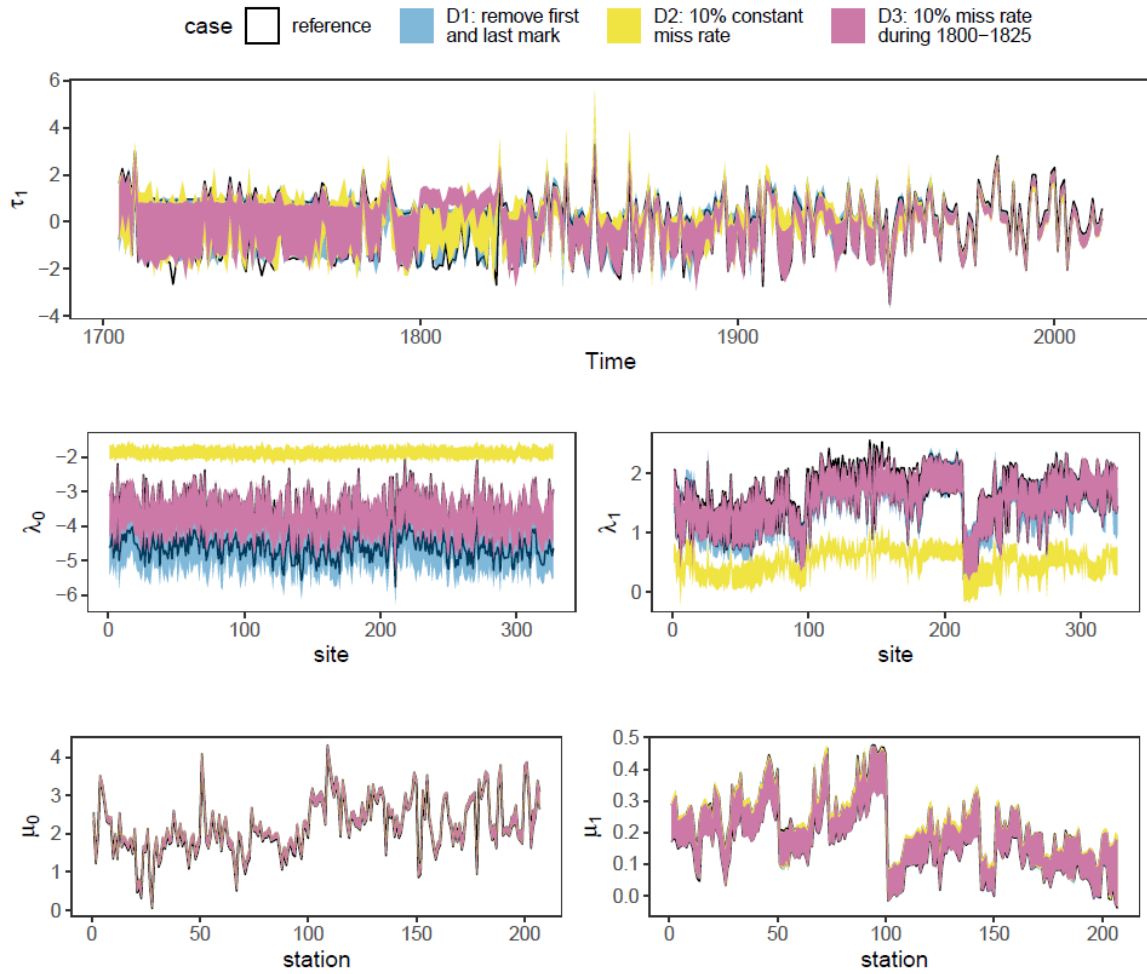 case reference D1: remove first and last mark D2: 10% constant miss rate D3: 10% miss rate during 1800−1825
6
4
2
0
−2
−4
τ1
1700 1800 1900 2000
Time
−2
−3
−4
−5
−6
λ0
0 100 200 300
site
2
1
0
λ1
0 100 200 300
site
4
3
2
1
0
μ0
0 50 100 150 200
station
0.5
0.4
0.3
0.2
0.1
0.0
μ1
0 50 100 150 200
station